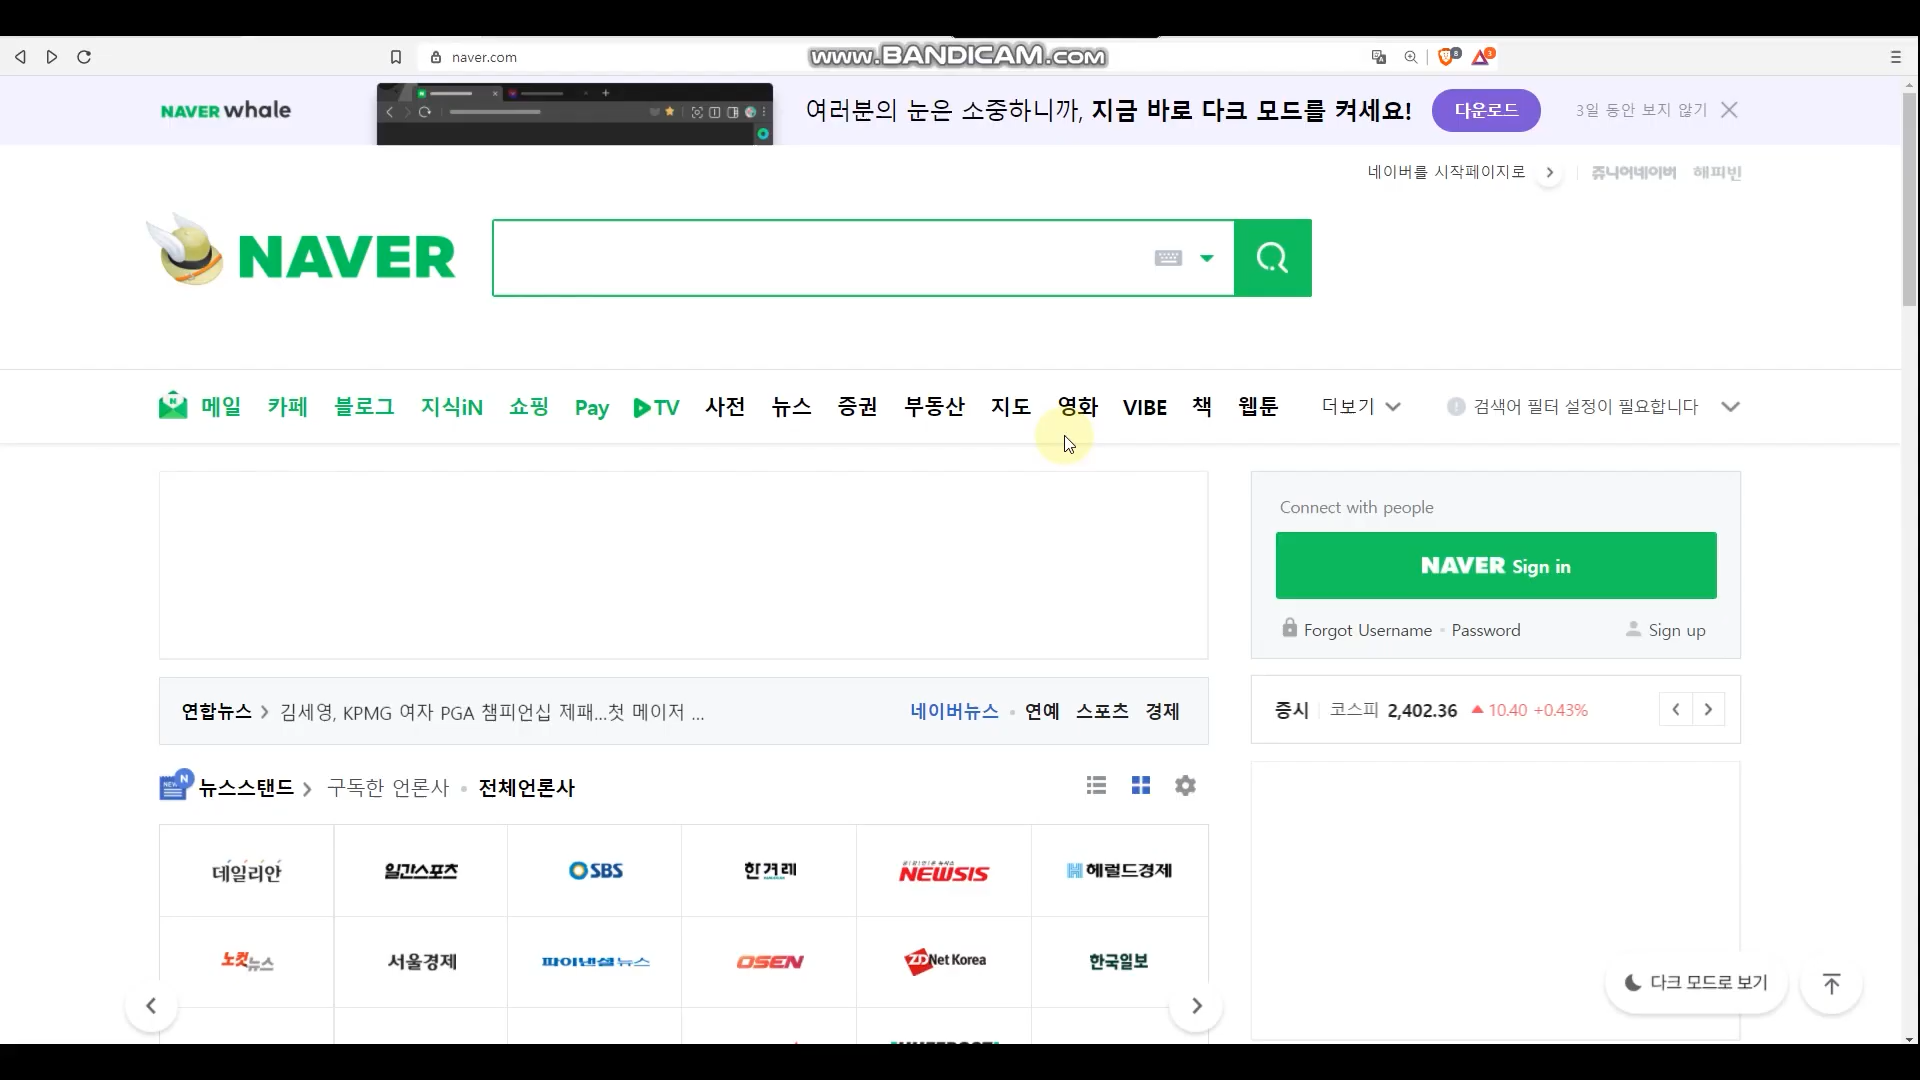 naver.com
www.BANDICAM.com
8
3
NAVER whale
여러분의 눈은 소중하니까, 지금 바로 다크 모드를 켜세요!
다운로드
3일 동안 보지 않기
네이버를 시작페이지로
쥬니어네이버
해피빈
NAVER
메일 카페 블로그 지식iN 쇼핑 Pay TV 사전 뉴스 증권 부동산 지도 영화 VIBE 책 웹툰
더보기
검색어 필터 설정이 필요합니다
Connect with people
NAVER Sign in
Forgot Username
Password
Sign up
연합뉴스
김세영, KPMG 여자 PGA 챔피언십 제패...첫 메이저 ...
네이버뉴스 연예 스포츠 경제
증시 코스피 2,402.36 10.40 +0.43%
뉴스스탠드
구독한 언론사
전체언론사
데일리안 일간스포츠 SBS 한겨레 NEWSIS 헤럴드경제
노컷뉴스 서울경제 파이낸셜뉴스 OSEN ZDNet Korea 한국일보
다크 모드로 보기